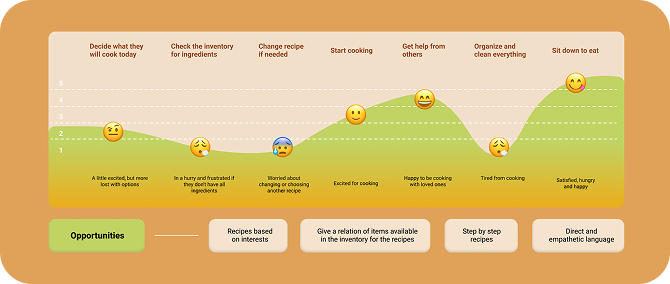 Decide what they
will cook today
Check the inventory
for ingredients
Change recipe
if needed
Start cooking
Get help from
others
Organize and
clean everything
Sit down to eat
5
4
3
2
1
A little excited, but more
lost with options
In a hurry and frustrated if
they don't have all
ingredients
Worried about
changing or choosing
another recipe
Excited for cooking
Happy to be cooking
with loved ones
Tired from cooking
Satisfied, hungry
and happy
Opportunities
Recipes based
on interests
Give a relation of items available
in the inventory for the recipes
Step by step
recipes
Direct and
empathetic language